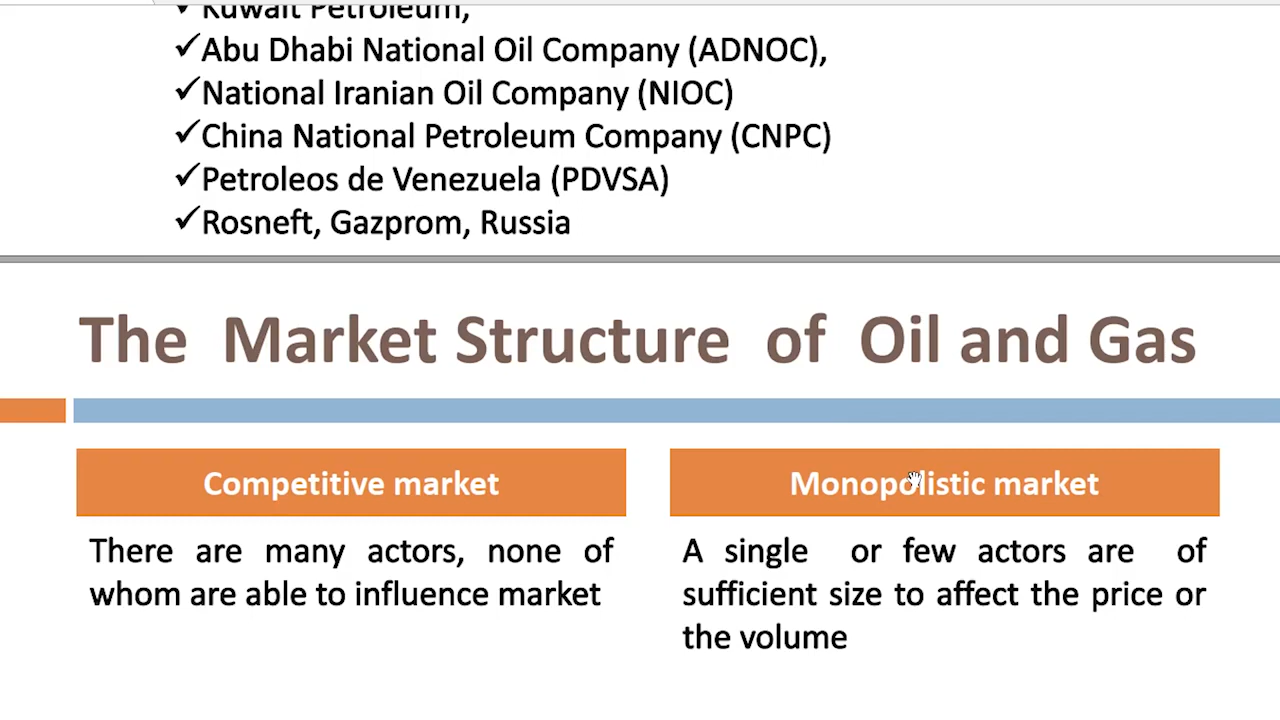 ✓Kuwait Petroleum,
✓Abu Dhabi National Oil Company (ADNOC),
✓National Iranian Oil Company (NIOC)
✓China National Petroleum Company (CNPC)
✓Petroleos de Venezuela (PDVSA)
✓Rosneft, Gazprom, Russia
The Market Structure of Oil and Gas
Competitive market
There are many actors, none of
whom are able to influence market
Monopolistic market
A single or few actors are of
sufficient size to affect the price or
the volume